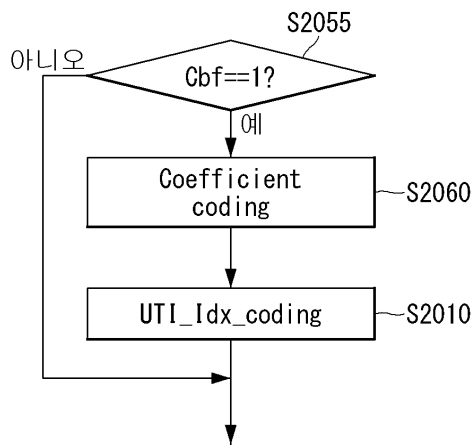 S2055
아니오
Cbf==1?
예
Coefficient
coding
S2060
UTI_Idx_coding
S2010